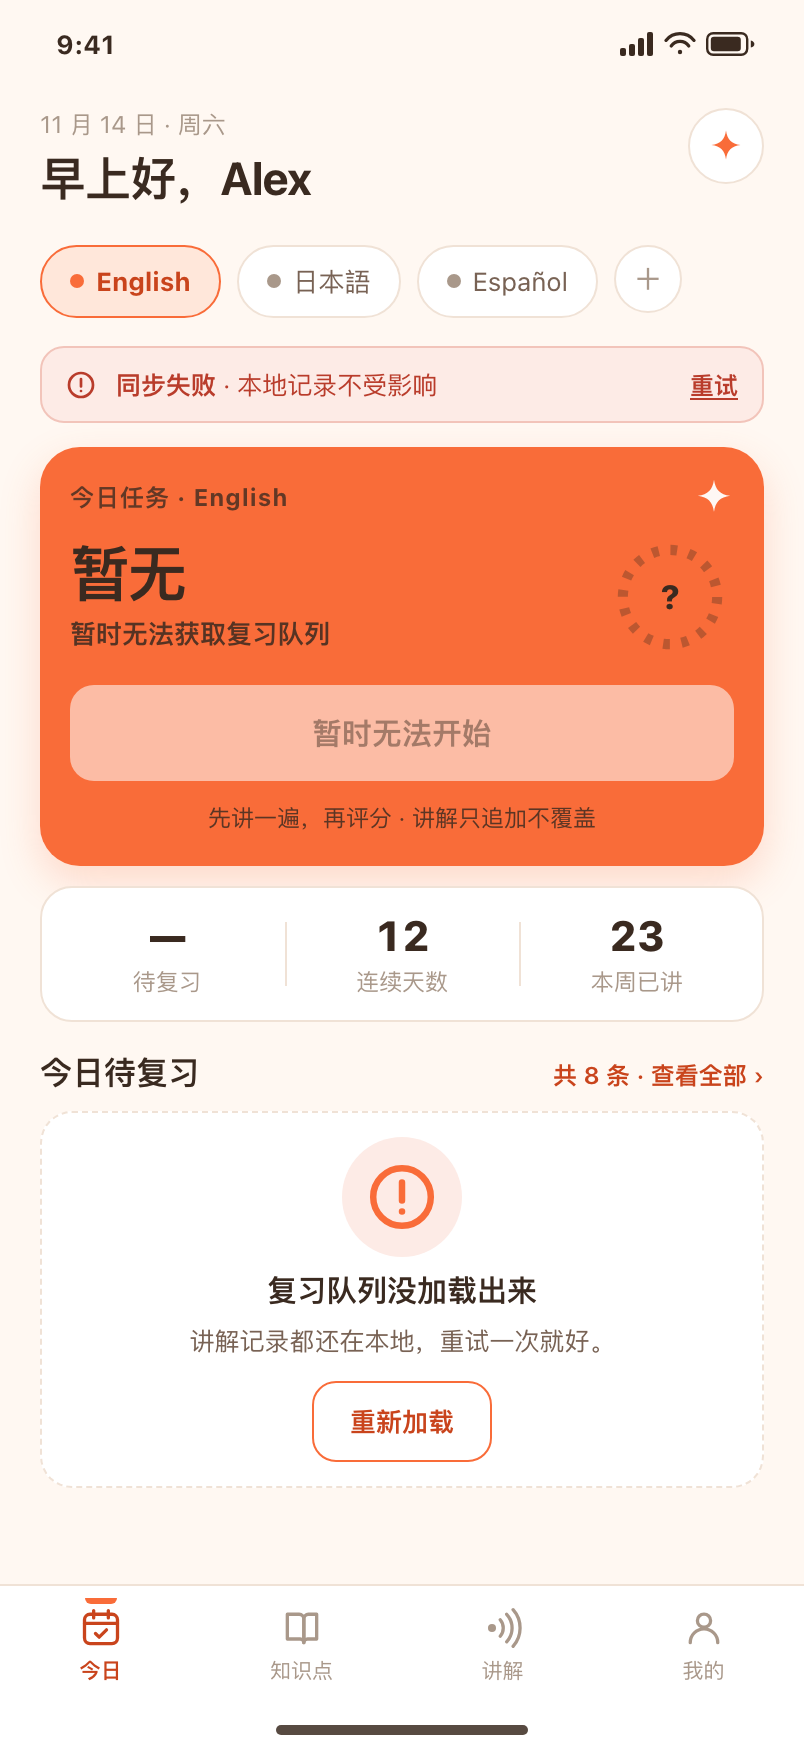 9:41
11 月 14 日 · 周六
早上好，Alex
English
日本語
Español
同步失败 · 本地记录不受影响
重试
今日任务 · English
暂无
?
暂时无法获取复习队列
暂时无法开始
先讲一遍，再评分 · 讲解只追加不覆盖
— 12 23
待复习 连续天数 本周已讲
今日待复习
共 8 条 · 查看全部 ›
复习队列没加载出来
讲解记录都还在本地，重试一次就好。
重新加载
今日 知识点 讲解 我的